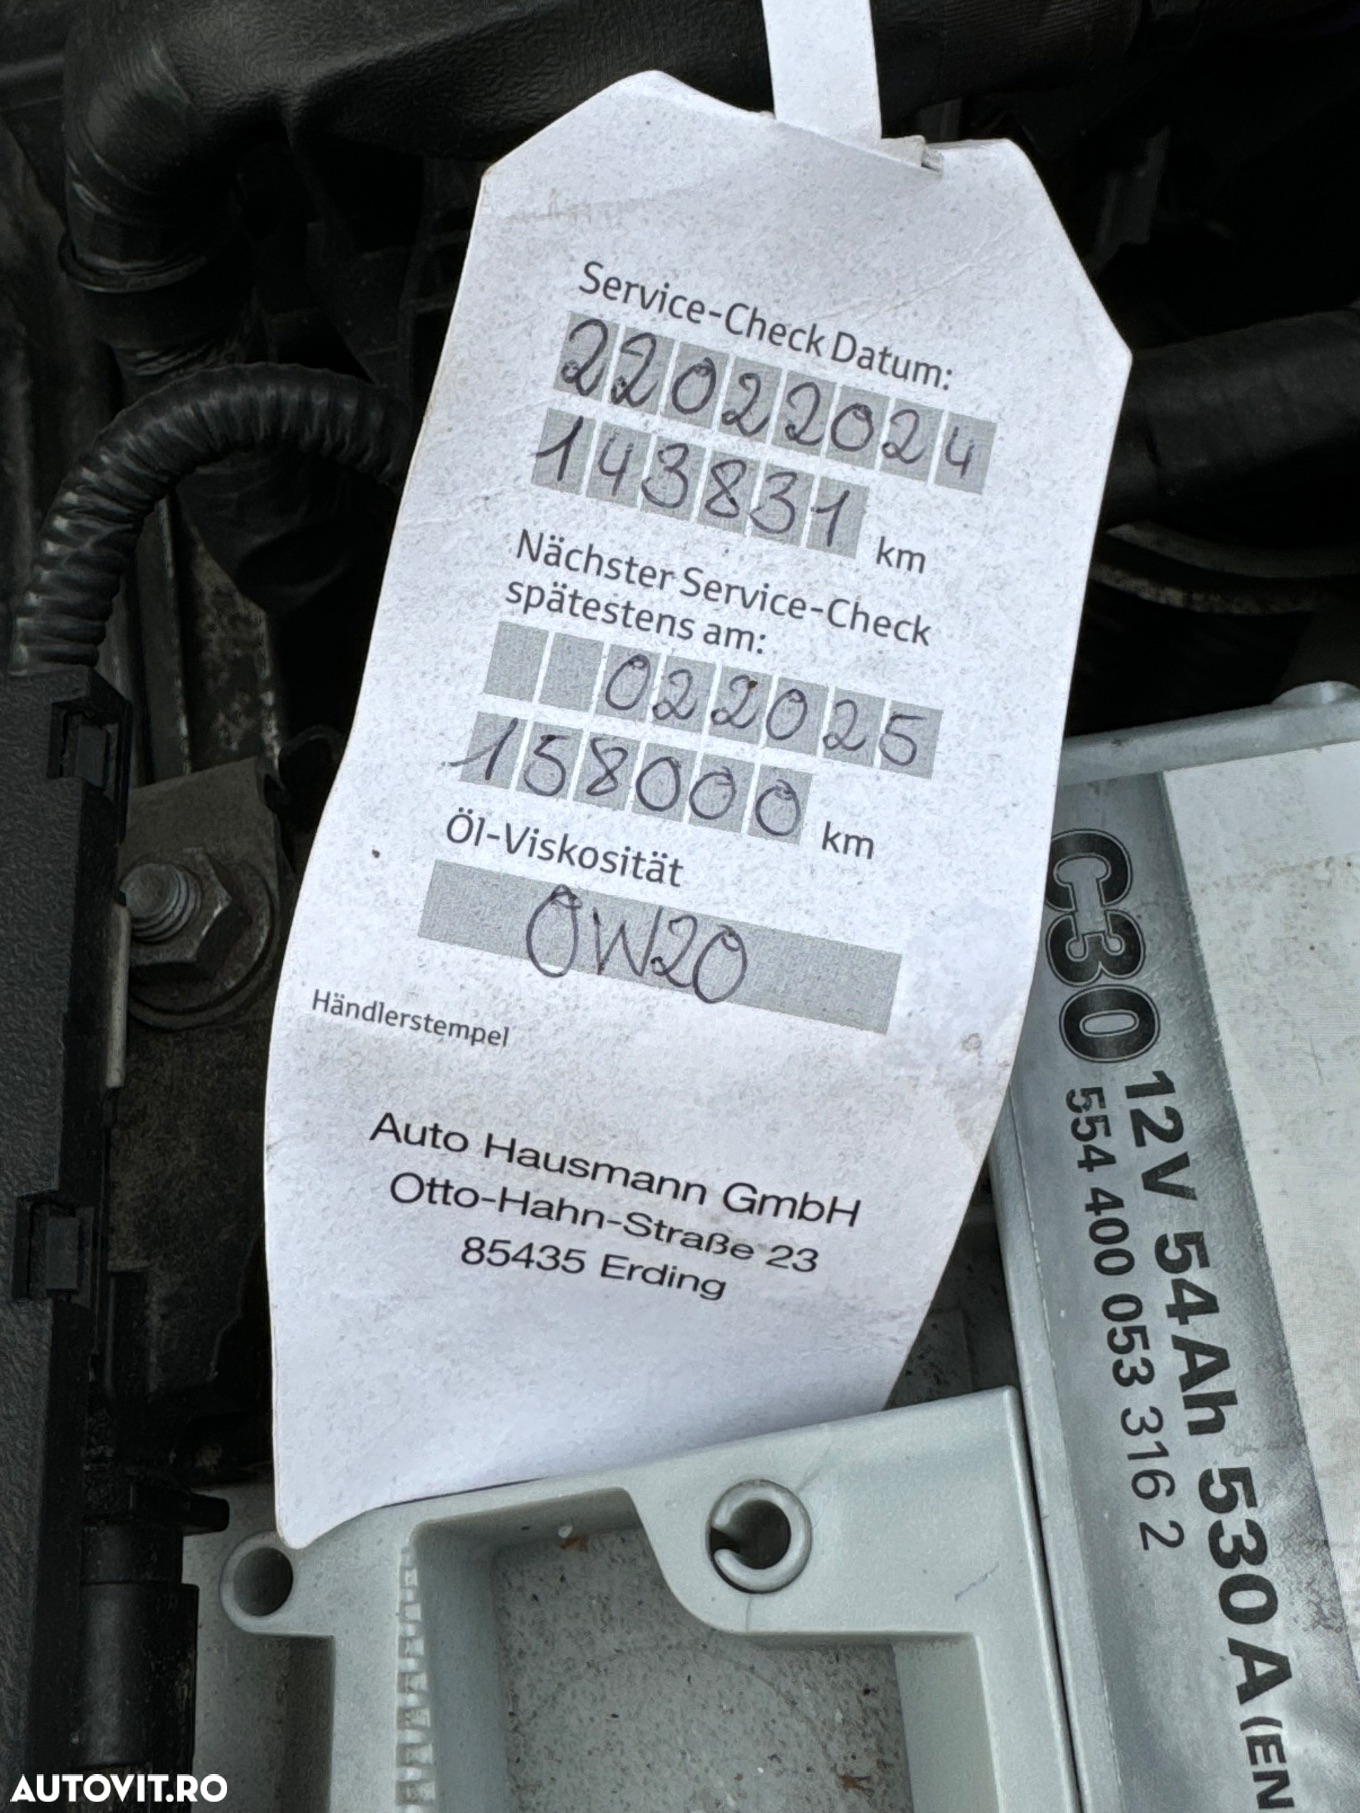 Service-Check Datum:
22022024
143831 km
Nächster Service-Check
spätestens am:
022025
158000 km
Öl-Viskosität
0W20
Händlerstempel
Auto Hausmann GmbH
Otto-Hahn-Straße 23
85435 Erding
C30 12V 54Ah 530A (EN
554 400 053 316 2
AUTOVIT.RO